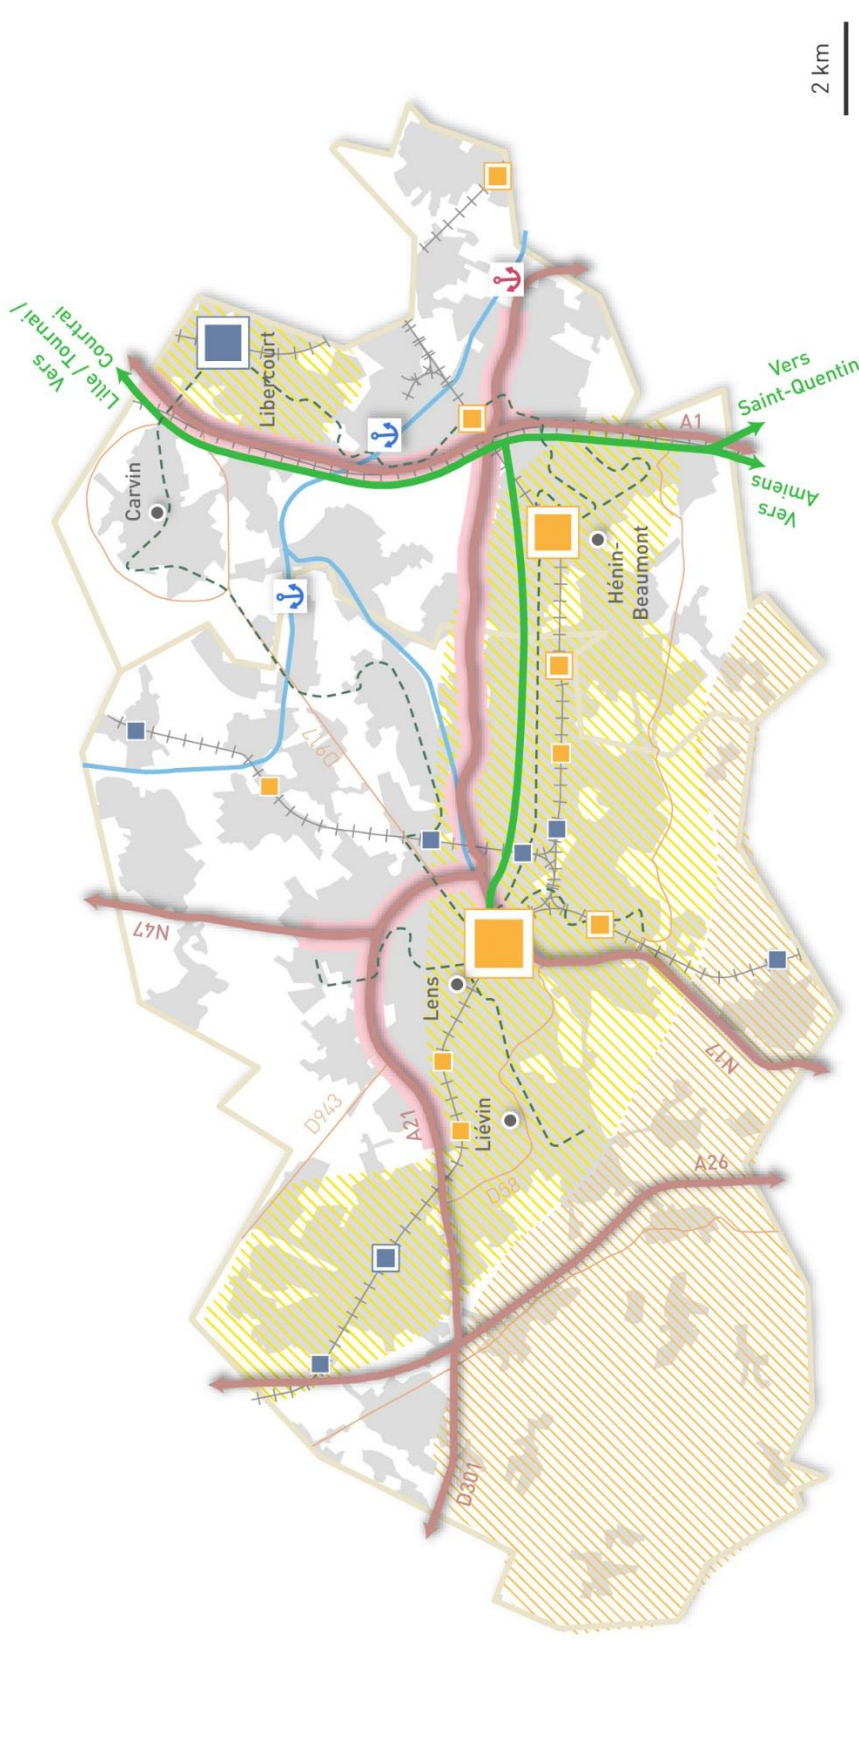 2 km
Vers
Lille / Tournai /
Courtrai
Libercourt
Carvin
A1
Vers
Saint-Quentin
Vers
Amiens
Hénin-
Beaumont
D917
N47
Lens
N17
D943
A21
Liévin
D58
A26
D301